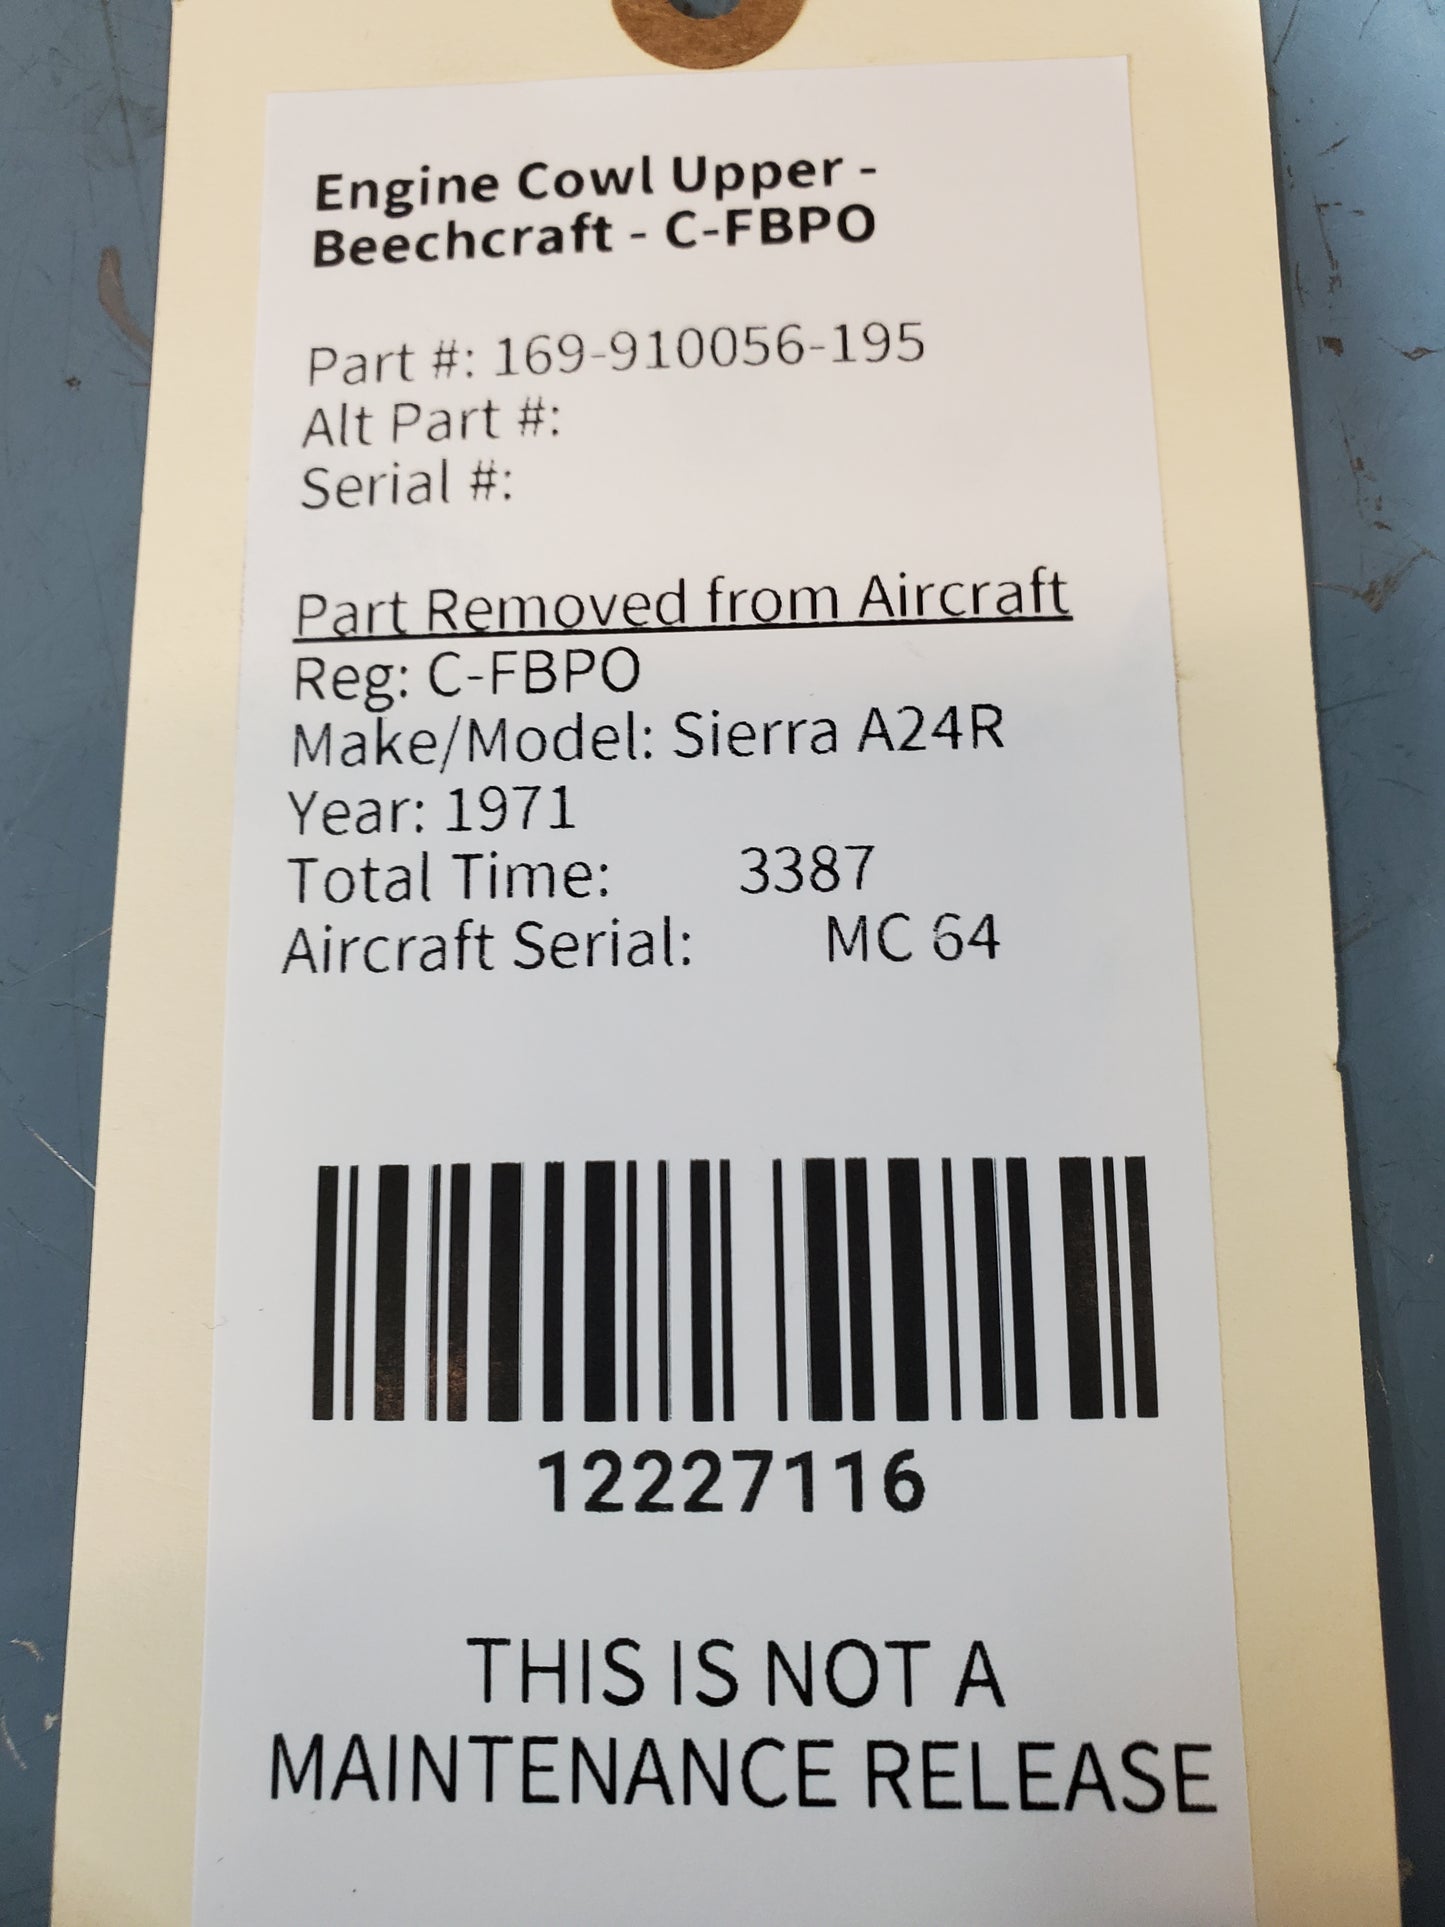 Engine Cowl Upper -
Beechcraft - C-FBPO
Part #: 169-910056-195
Alt Part #:
Serial #:
Part Removed from Aircraft
Reg: C-FBPO
Make/Model: Sierra A24R
Year: 1971
Total Time: 3387
Aircraft Serial: MC 64
12227116
THIS IS NOT A
MAINTENANCE RELEASE